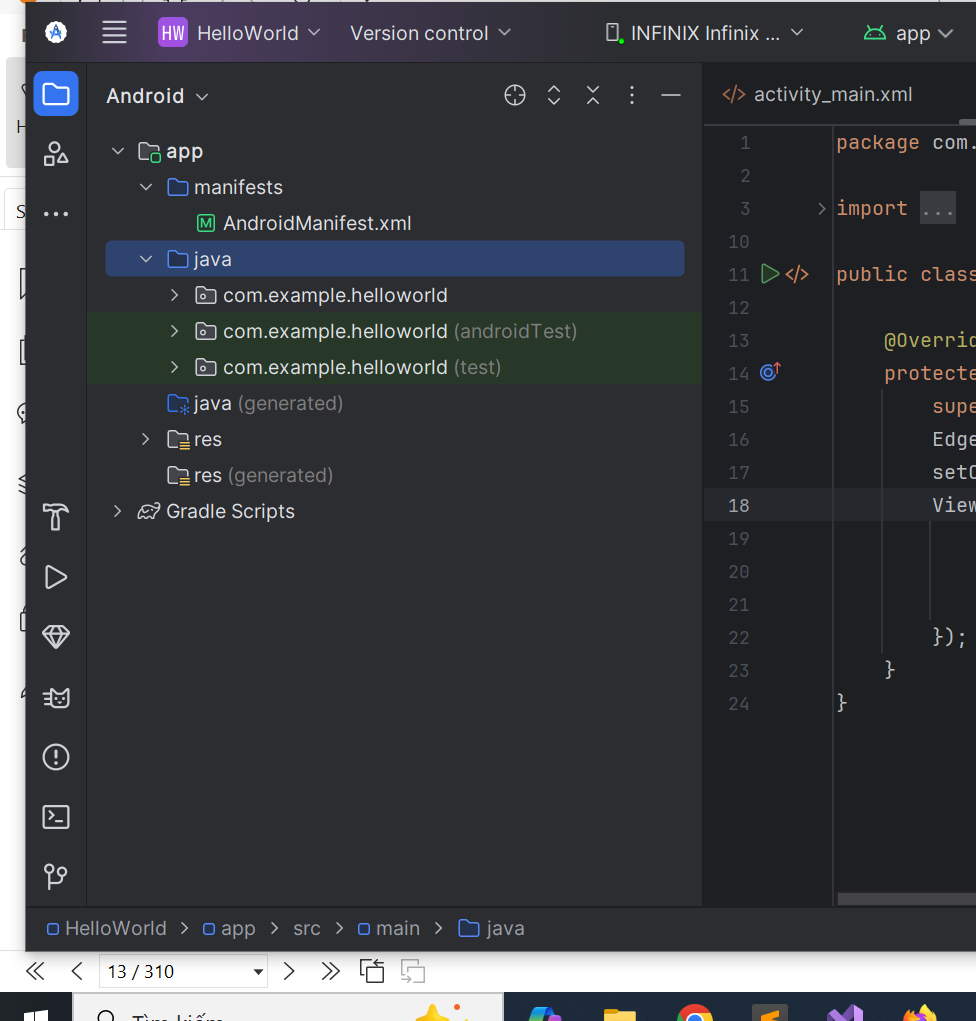 HW HelloWorld Version control INFINIX Infinix ... app
Android
activity_main.xml
app
manifests
AndroidManifest.xml
java
com.example.helloworld
com.example.helloworld (androidTest)
com.example.helloworld (test)
java (generated)
res
res (generated)
Gradle Scripts
1 package com.
2
3 import ...
10
11 public class
12
13 @Overrid
14 protecte
15 supe
16 Edge
17 setC
18 View
19
20
21
22 });
23 }
24 }
HelloWorld > app > src > main > java
13 / 310
Tìm kiếm